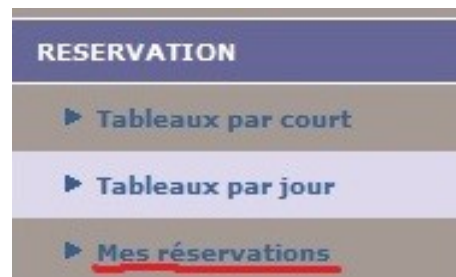 RESERVATION
Tableaux par court
Tableaux par jour
Mes réservations